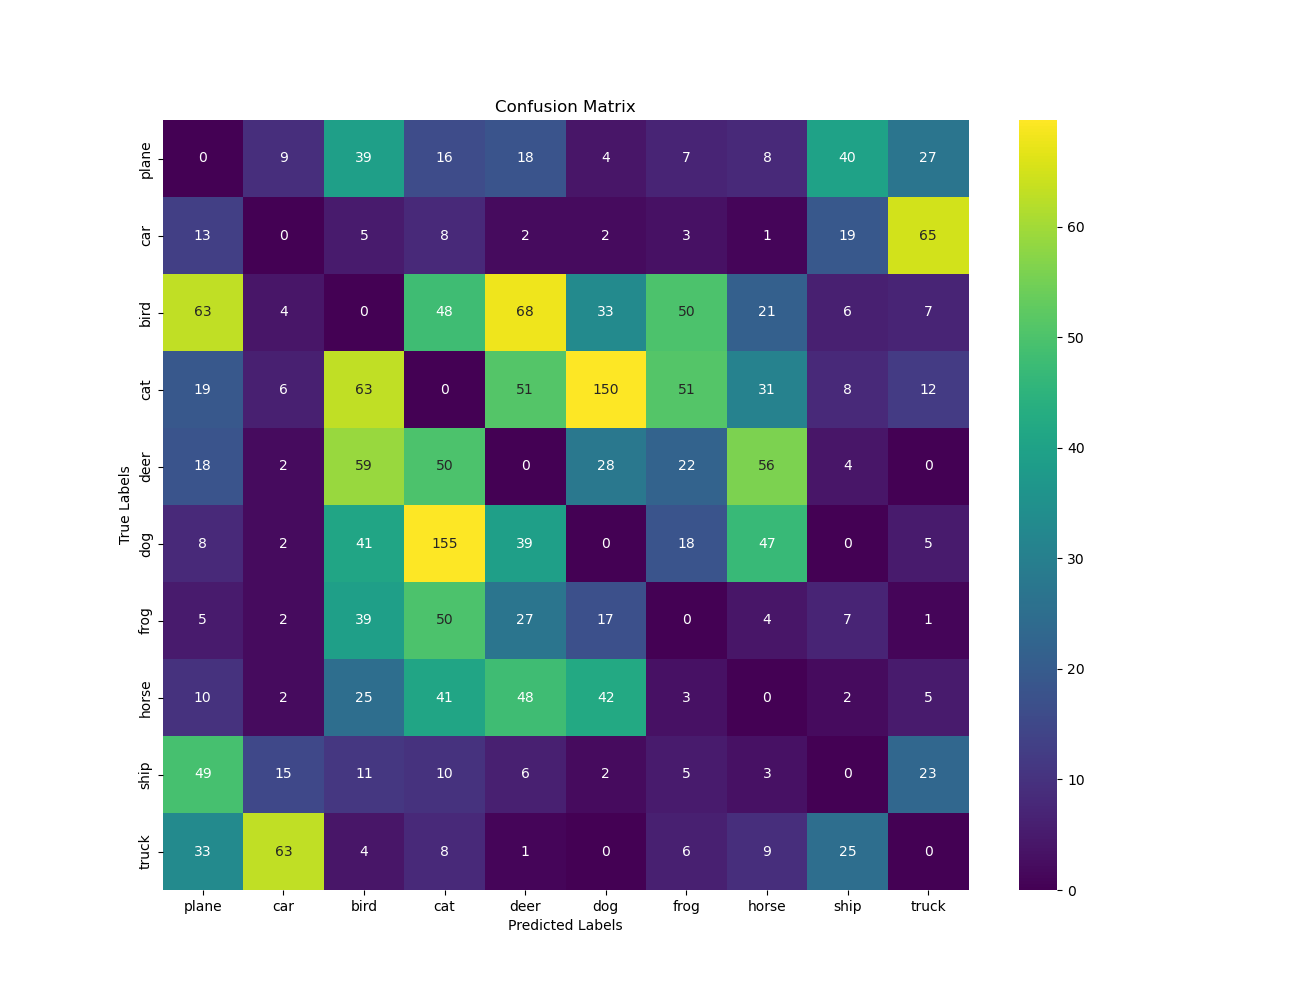 Confusion Matrix
plane 0 9 39 16 18 4 7 8 40 27
car 13 0 5 8 2 2 3 1 19 65
bird 63 4 0 48 68 33 50 21 6 7
cat 19 6 63 0 51 150 51 31 8 12
deer 18 2 59 50 0 28 22 56 4 0
dog 8 2 41 155 39 0 18 47 0 5
frog 5 2 39 50 27 17 0 4 7 1
horse 10 2 25 41 48 42 3 0 2 5
ship 49 15 11 10 6 2 5 3 0 23
truck 33 63 4 8 1 0 6 9 25 0
plane car bird cat deer dog frog horse ship truck
Predicted Labels
True Labels
60
50
40
30
20
10
0